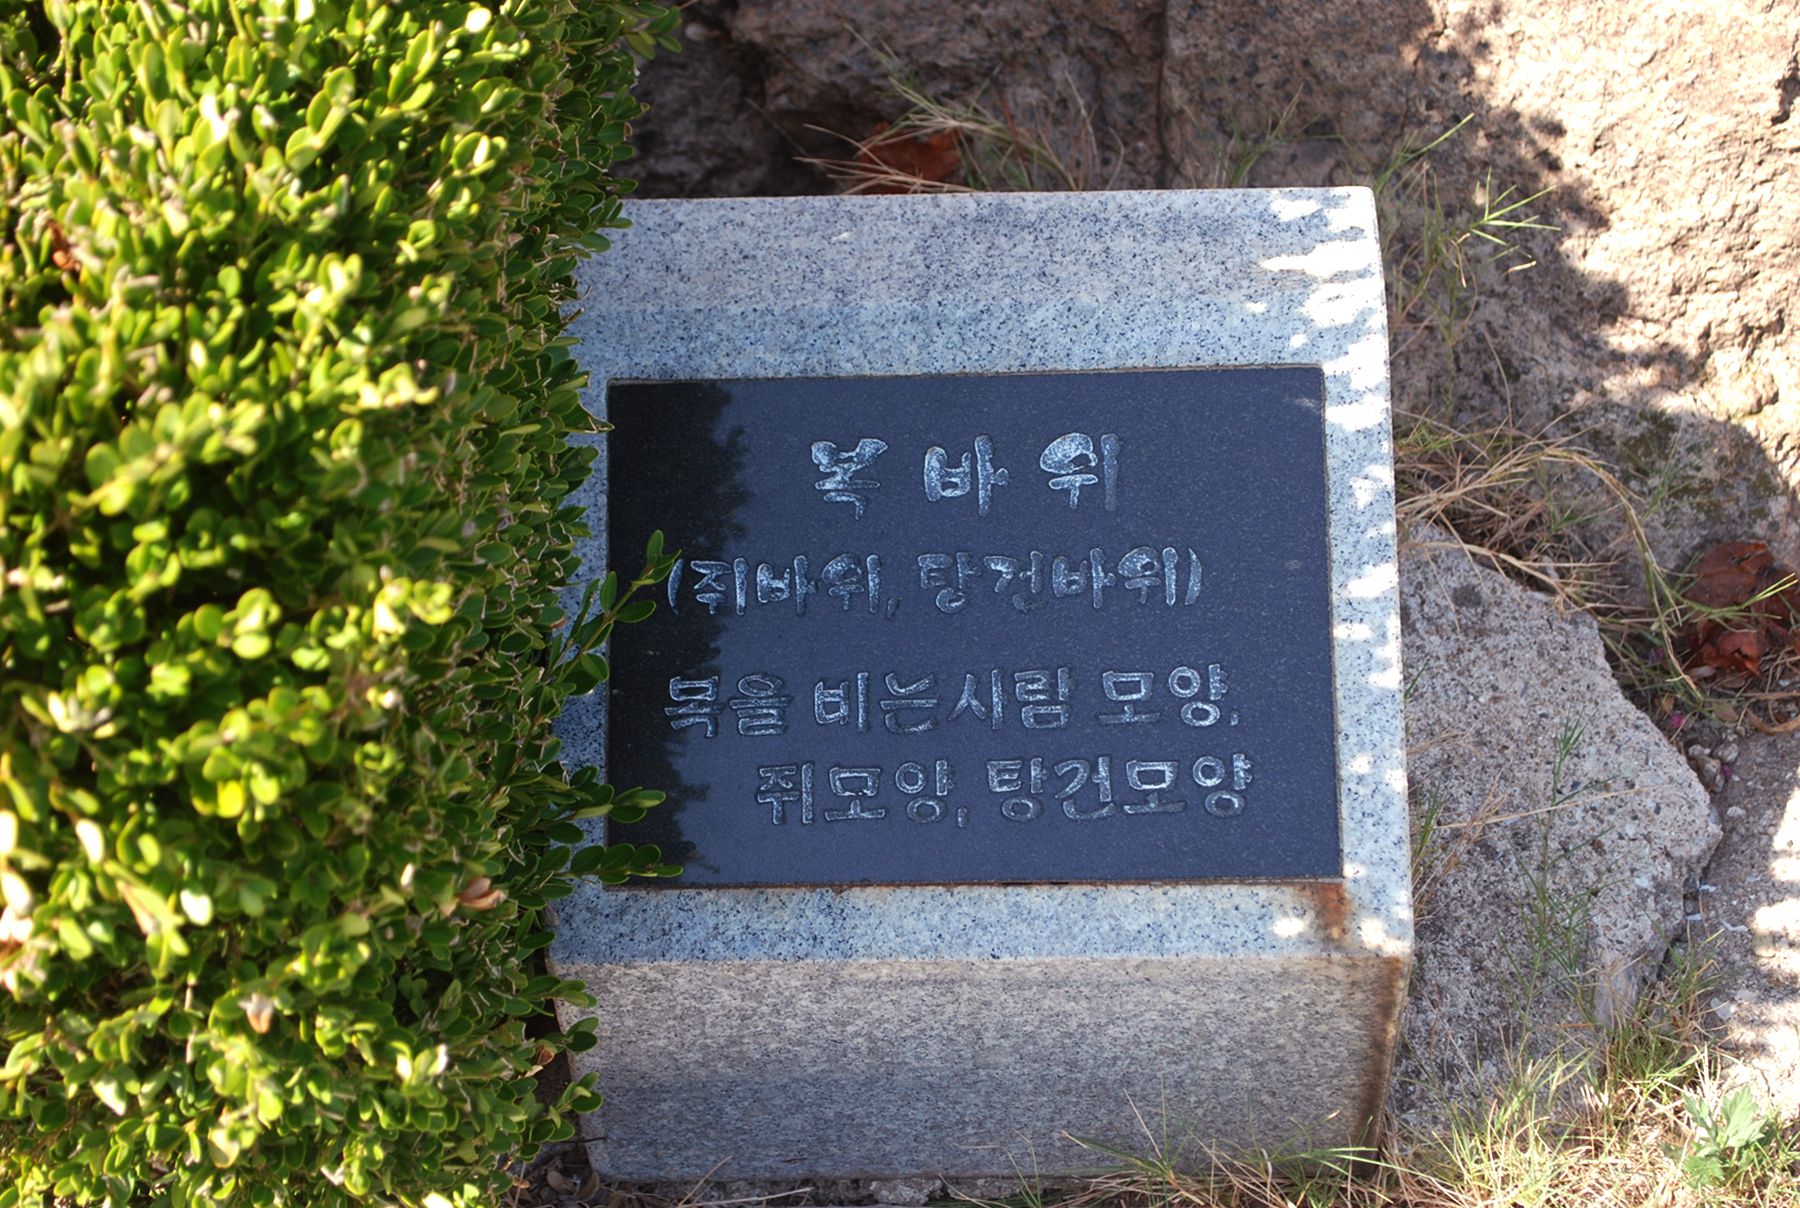 복바위
(쥐바위, 탕건바위)
복을 비는사람 모양,
쥐모양, 탕건모양